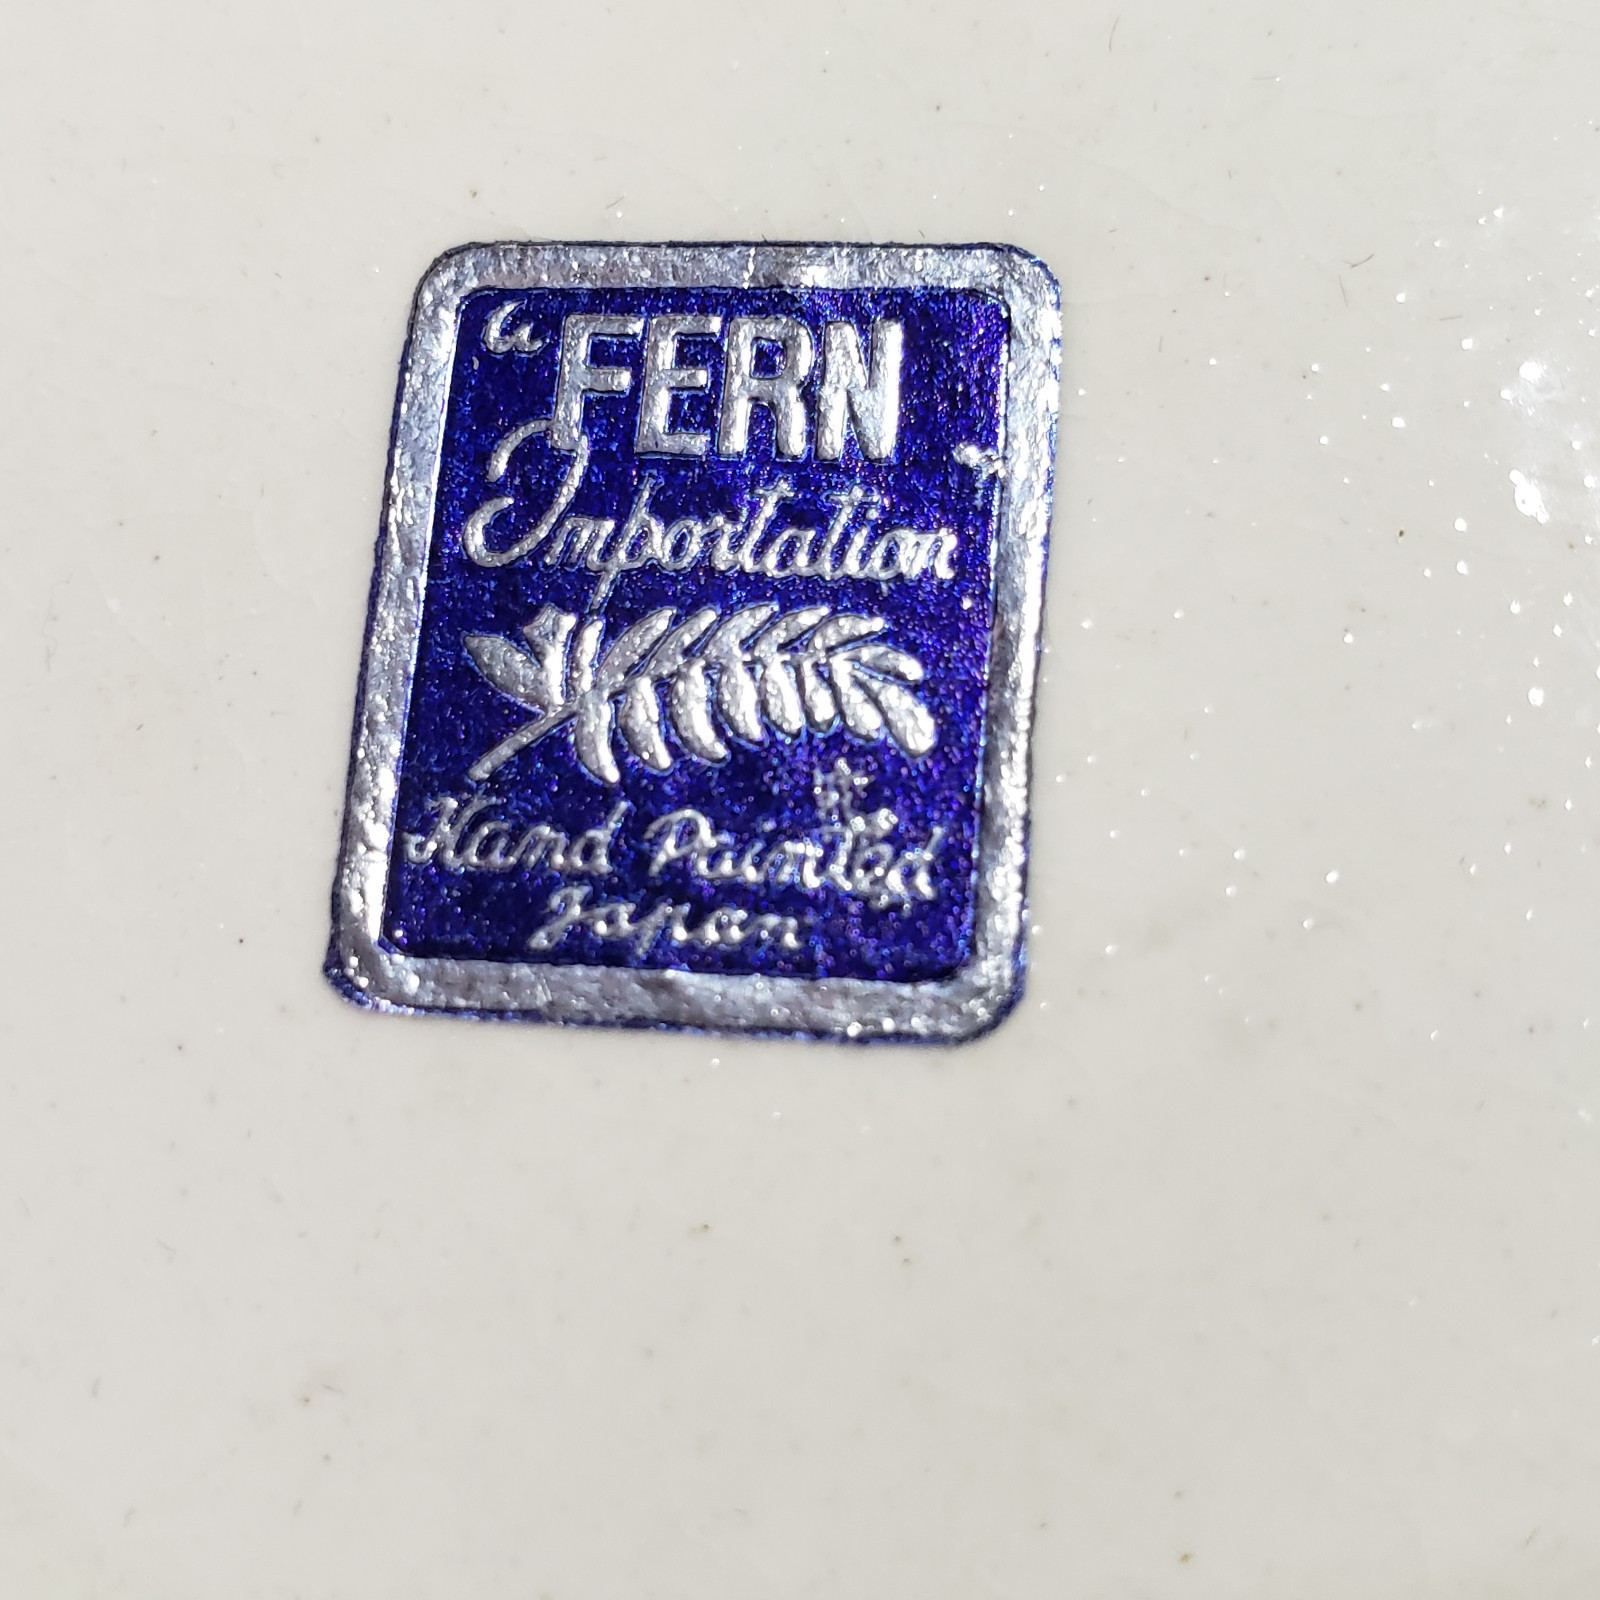 "FERN
Importation"
Hand Painted
Japan